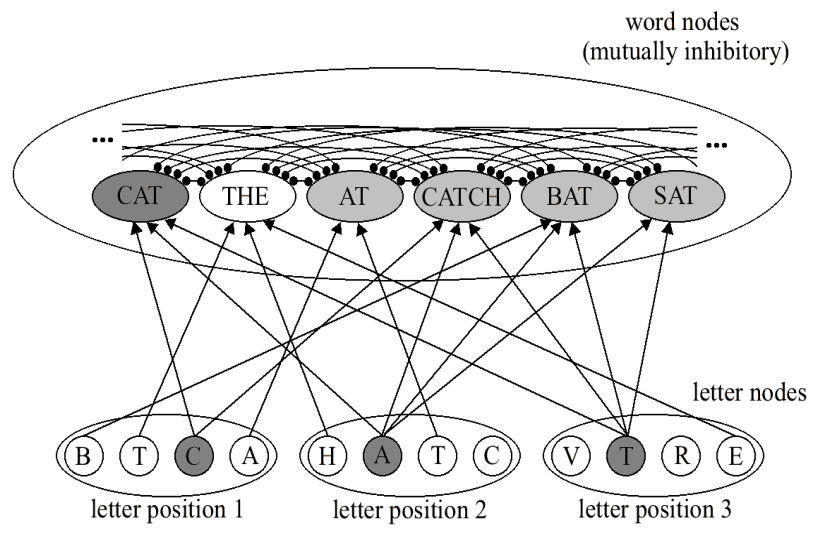 word nodes
(mutually inhibitory)
... ...
CAT THE AT CATCH BAT SAT
letter nodes
B T C A H A T C V T R E
letter position 1 letter position 2 letter position 3